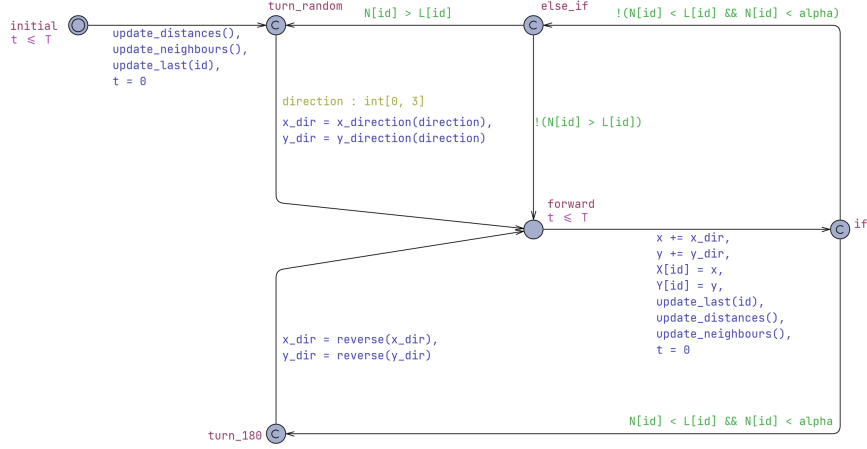 turn_random
else_if
N[id] > L[id]
!(N[id] < L[id] && N[id] < alpha)
initial
t ⩽ T
update_distances(),
update_neighbours(),
update_last(id),
t = 0
direction : int[0, 3]
x_dir = x_direction(direction),
y_dir = y_direction(direction)
!(N[id] > L[id])
forward
t ⩽ T
C
C
C
C
if
x += x_dir,
y += y_dir,
X[id] = x,
Y[id] = y,
update_last(id),
update_distances(),
update_neighbours(),
t = 0
x_dir = reverse(x_dir),
y_dir = reverse(y_dir)
N[id] < L[id] && N[id] < alpha
turn_180